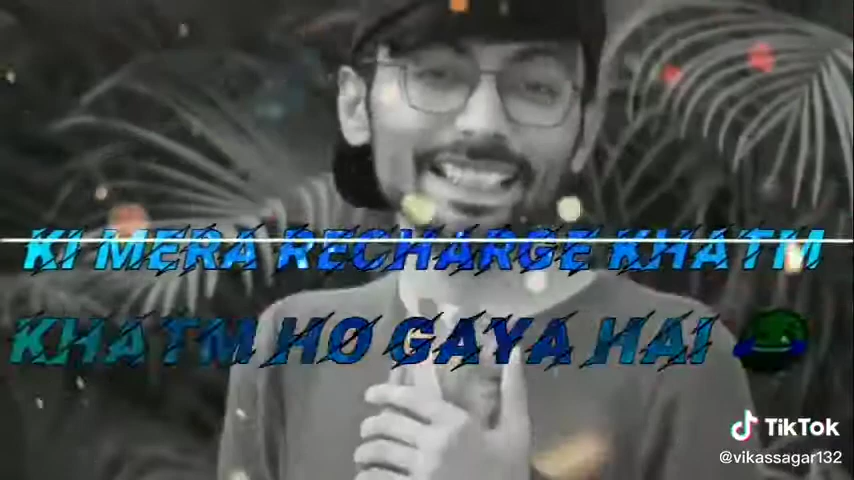 KI MERA RECHARGE KHATM
KHATM HO GAYA HAI
TikTok
@vikassagar132